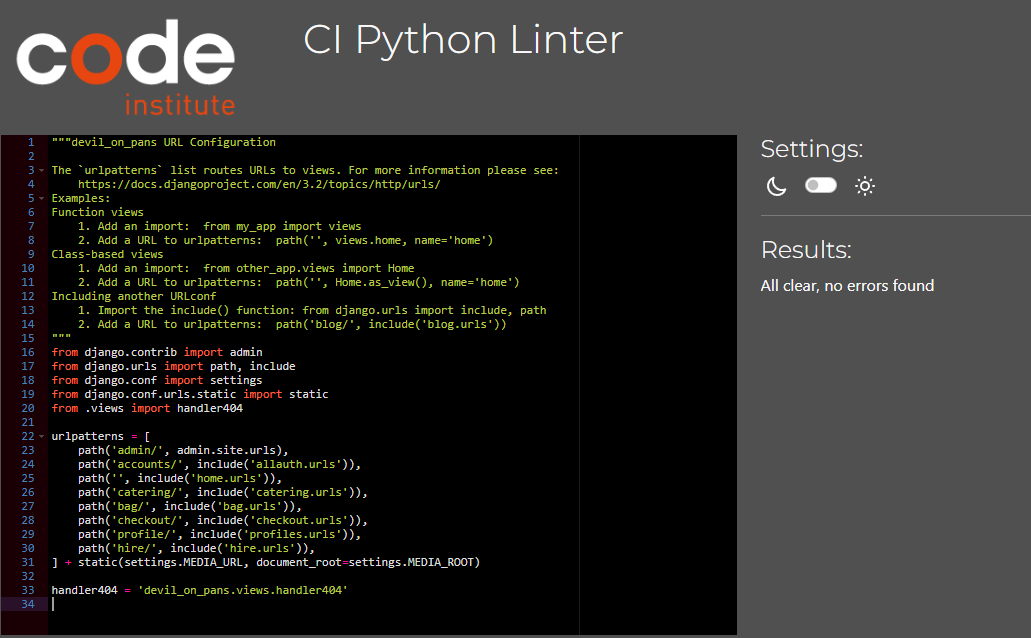 code
institute
CI Python Linter
1 """devil_on_pans URL Configuration
2
3 The `urlpatterns` list routes URLs to views. For more information please see:
4     https://docs.djangoproject.com/en/3.2/topics/http/urls/
5 Examples:
6 Function views
7     1. Add an import:  from my_app import views
8     2. Add a URL to urlpatterns:  path('', views.home, name='home')
9 Class-based views
10     1. Add an import:  from other_app.views import Home
11     2. Add a URL to urlpatterns:  path('', Home.as_view(), name='home')
12 Including another URLconf
13     1. Import the include() function: from django.urls import include, path
14     2. Add a URL to urlpatterns:  path('blog/', include('blog.urls'))
15 """
16 from django.contrib import admin
17 from django.urls import path, include
18 from django.conf import settings
19 from django.conf.urls.static import static
20 from .views import handler404
21
22 urlpatterns = [
23     path('admin/', admin.site.urls),
24     path('accounts/', include('allauth.urls')),
25     path('', include('home.urls')),
26     path('catering/', include('catering.urls')),
27     path('bag/', include('bag.urls')),
28     path('checkout/', include('checkout.urls')),
29     path('profile/', include('profiles.urls')),
30     path('hire/', include('hire.urls')),
31 ] + static(settings.MEDIA_URL, document_root=settings.MEDIA_ROOT)
32
33 handler404 = 'devil_on_pans.views.handler404'
34
Settings:
Results:
All clear, no errors found